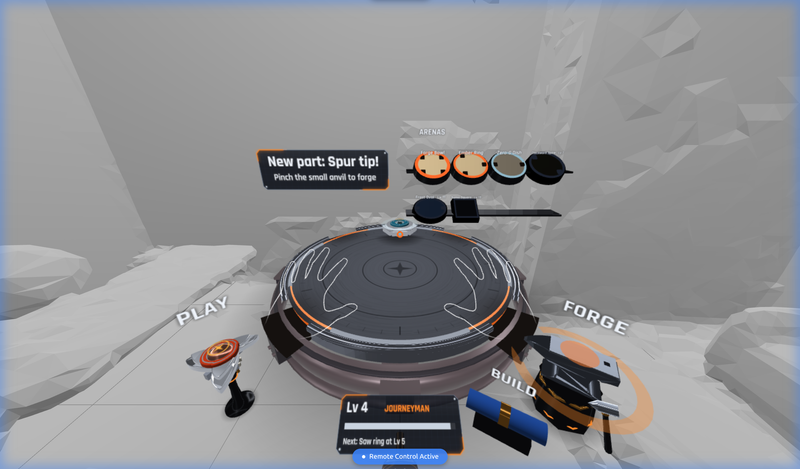 ARENAS
New part: Spur tip!
Pinch the small anvil to forge
PLAY
FORGE
BUILD
Lv 4 JOURNEYMAN
Next: Saw ring at Lv 5
Remote Control Active